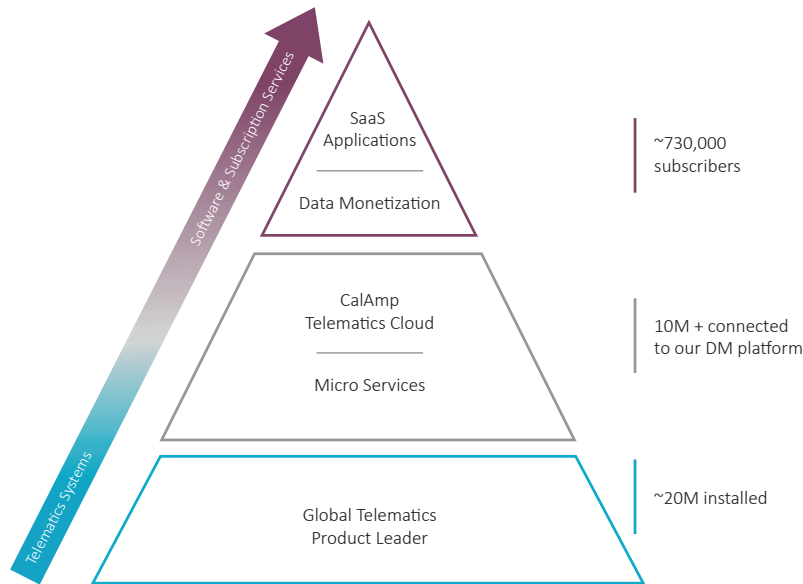 Software & Subscription Services
Telematics Systems
SaaS
Applications
Data Monetization
~730,000
subscribers
CalAmp
Telematics Cloud
Micro Services
10M + connected
to our DM platform
Global Telematics
Product Leader
~20M installed